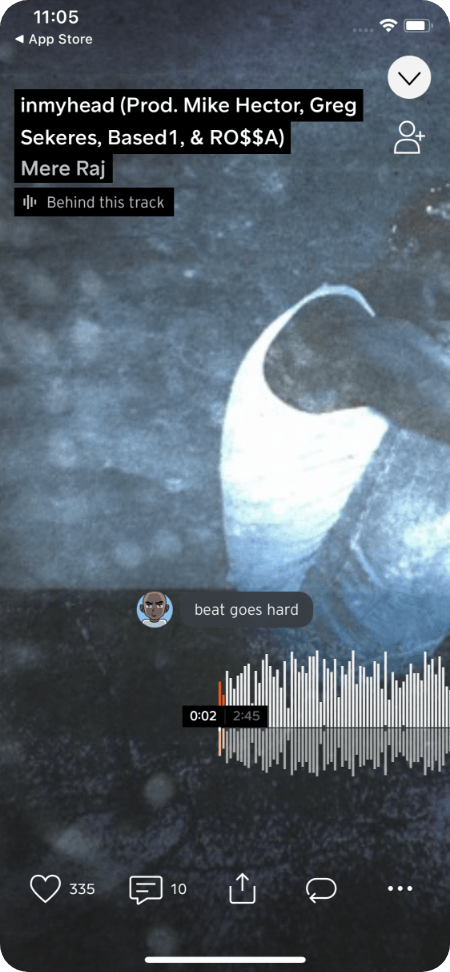 11:05
◀ App Store
inmyhead (Prod. Mike Hector, Greg
Sekeres, Based1, & RO$$A)
Mere Raj
Behind this track
beat goes hard
0:02 2:45
335 10